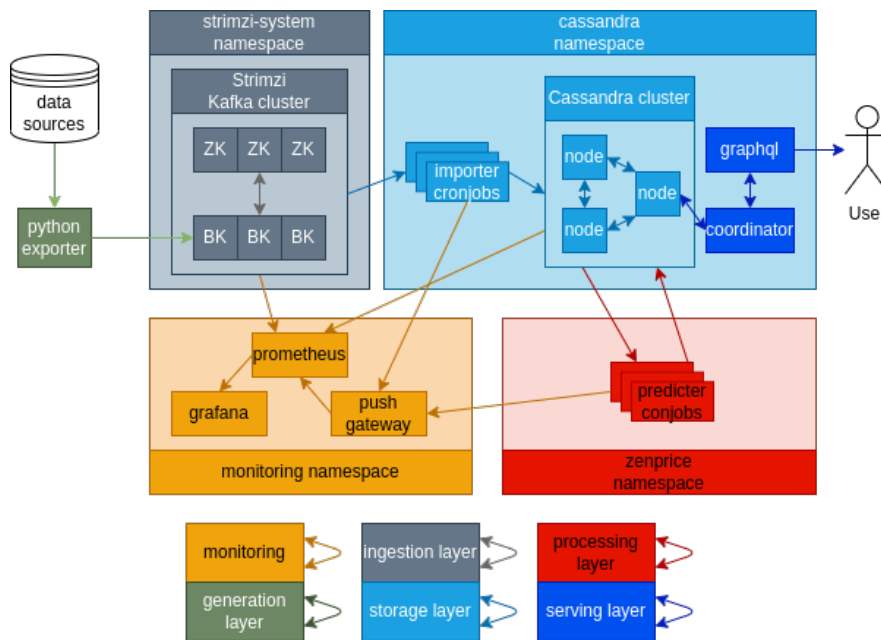 strimzi-system
namespace
cassandra
namespace
data
sources
Strimzi
Kafka cluster
ZK ZK ZK
BK BK BK
python
exporter
importer
cronjobs
Cassandra cluster
node
node
node
graphql
coordinator
Use
prometheus
grafana
push
gateway
monitoring namespace
predicter
conjobs
zenprice
namespace
monitoring
generation
layer
ingestion layer
storage layer
processing
layer
serving layer